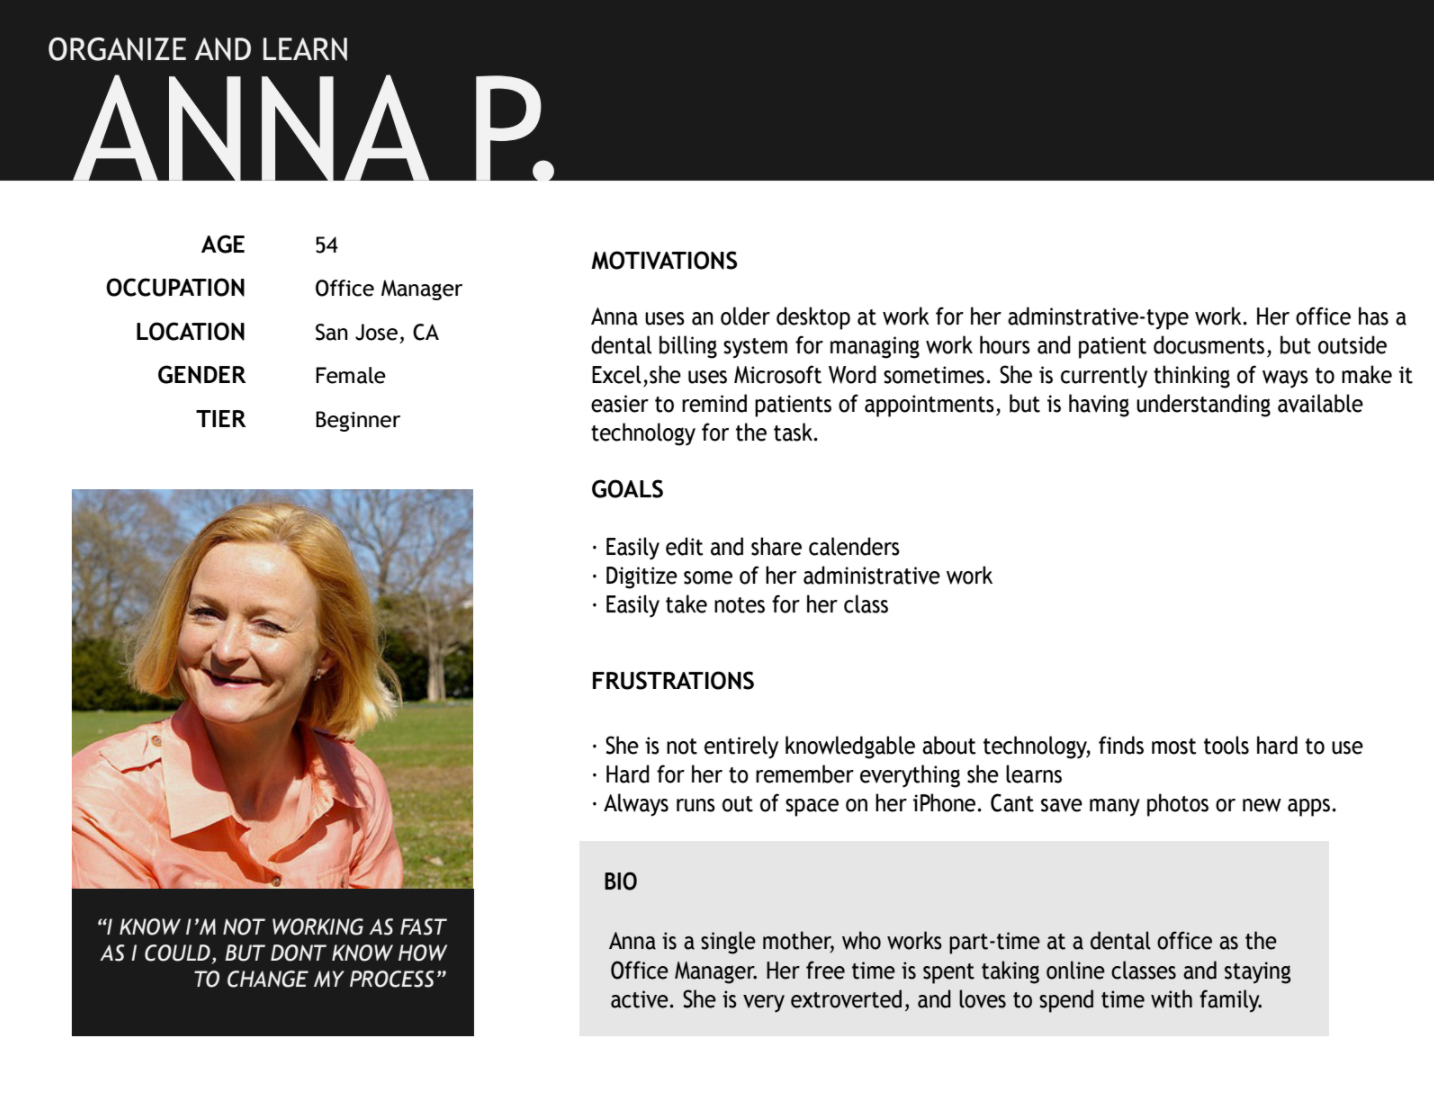 ORGANIZE AND LEARN
ANNA P.
AGE 54
OCCUPATION Office Manager
LOCATION San Jose, CA
GENDER Female
TIER Beginner
“I KNOW I’M NOT WORKING AS FAST
AS I COULD, BUT DONT KNOW HOW
TO CHANGE MY PROCESS”
MOTIVATIONS
Anna uses an older desktop at work for her adminstrative-type work. Her office has a
dental billing system for managing work hours and patient docusments, but outside
Excel,she uses Microsoft Word sometimes. She is currently thinking of ways to make it
easier to remind patients of appointments, but is having understanding available
technology for the task.
GOALS
· Easily edit and share calenders
· Digitize some of her administrative work
· Easily take notes for her class
FRUSTRATIONS
· She is not entirely knowledgable about technology, finds most tools hard to use
· Hard for her to remember everything she learns
· Always runs out of space on her iPhone. Cant save many photos or new apps.
BIO
Anna is a single mother, who works part-time at a dental office as the
Office Manager. Her free time is spent taking online classes and staying
active. She is very extroverted, and loves to spend time with family.